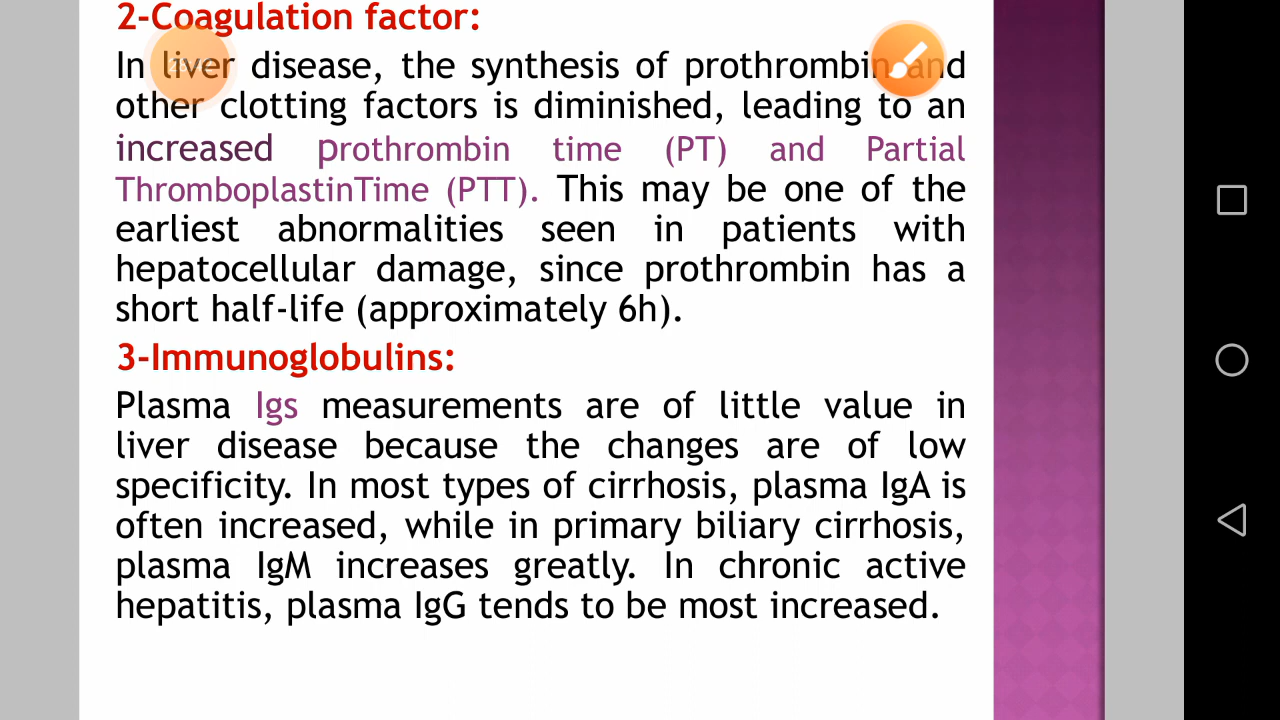 2-Coagulation factor:
In liver disease, the synthesis of prothrombin and
other clotting factors is diminished, leading to an
increased prothrombin time (PT) and Partial
ThromboplastinTime (PTT). This may be one of the
earliest abnormalities seen in patients with
hepatocellular damage, since prothrombin has a
short half-life (approximately 6h).
3-Immunoglobulins:
Plasma Igs measurements are of little value in
liver disease because the changes are of low
specificity. In most types of cirrhosis, plasma IgA is
often increased, while in primary biliary cirrhosis,
plasma IgM increases greatly. In chronic active
hepatitis, plasma IgG tends to be most increased.